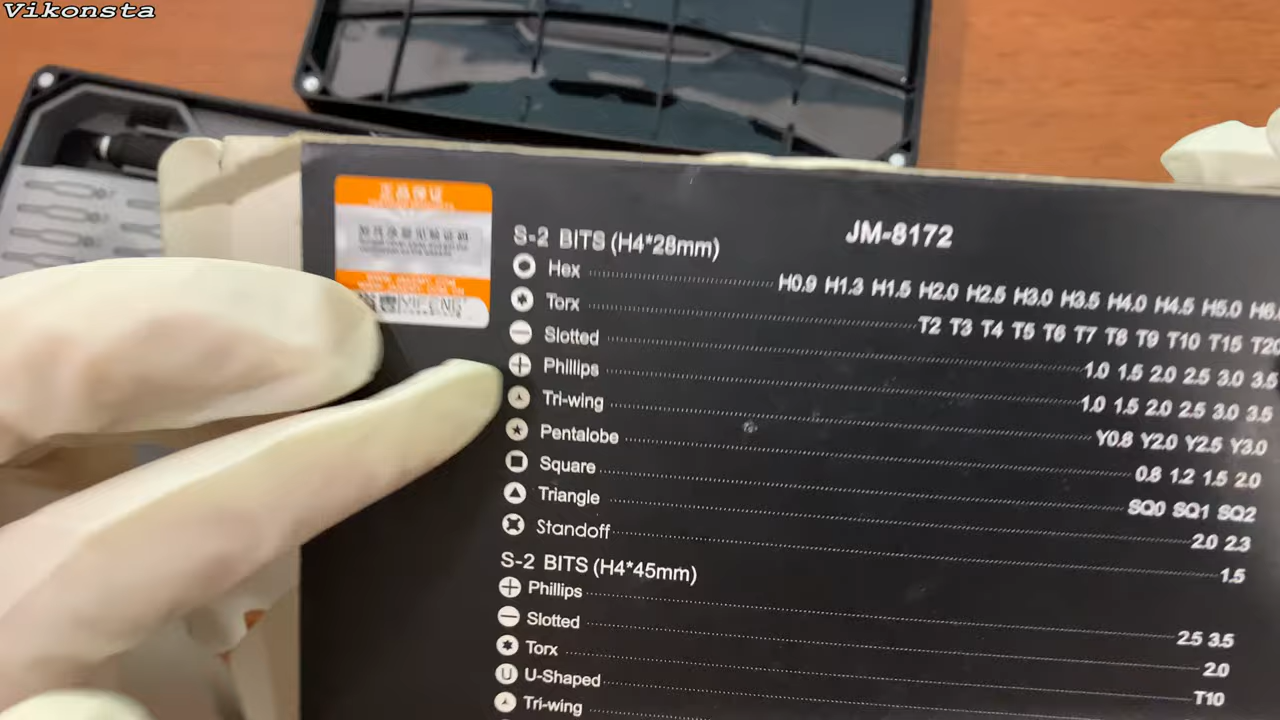 Vikonsta
JM-8172
S-2 BITS (H4*28mm)
Hex H0.9 H1.3 H1.5 H2.0 H2.5 H3.0 H3.5 H4.0 H4.5 H5.0
Torx T2 T3 T4 T5 T6 T7 T8 T9 T10 T15 T20
Slotted 1.0 1.5 2.0 2.5 3.0 3.5
Phillips 1.0 1.5 2.0 2.5 3.0 3.5
Tri-wing Y0.8 Y2.0 Y2.5 Y3.0
Pentalobe 0.8 1.2 1.5 2.0
Square SQ0 SQ1 SQ2
Triangle 2.0 2.3
Standoff 1.5
S-2 BITS (H4*45mm)
Phillips 2.5 3.5
Slotted 2.0
Torx T10
U-Shaped
Tri-wing